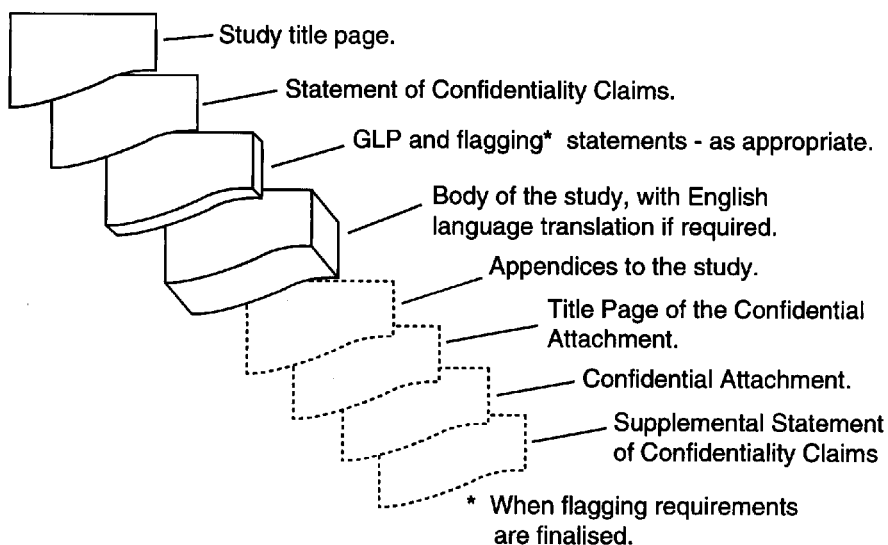 Study title page.
Statement of Confidentiality Claims.
GLP and flagging* statements - as appropriate.
Body of the study, with English
language translation if required.
Appendices to the study.
Title Page of the Confidential
Attachment.
Confidential Attachment.
Supplemental Statement
of Confidentiality Claims
* When flagging requirements
are finalised.